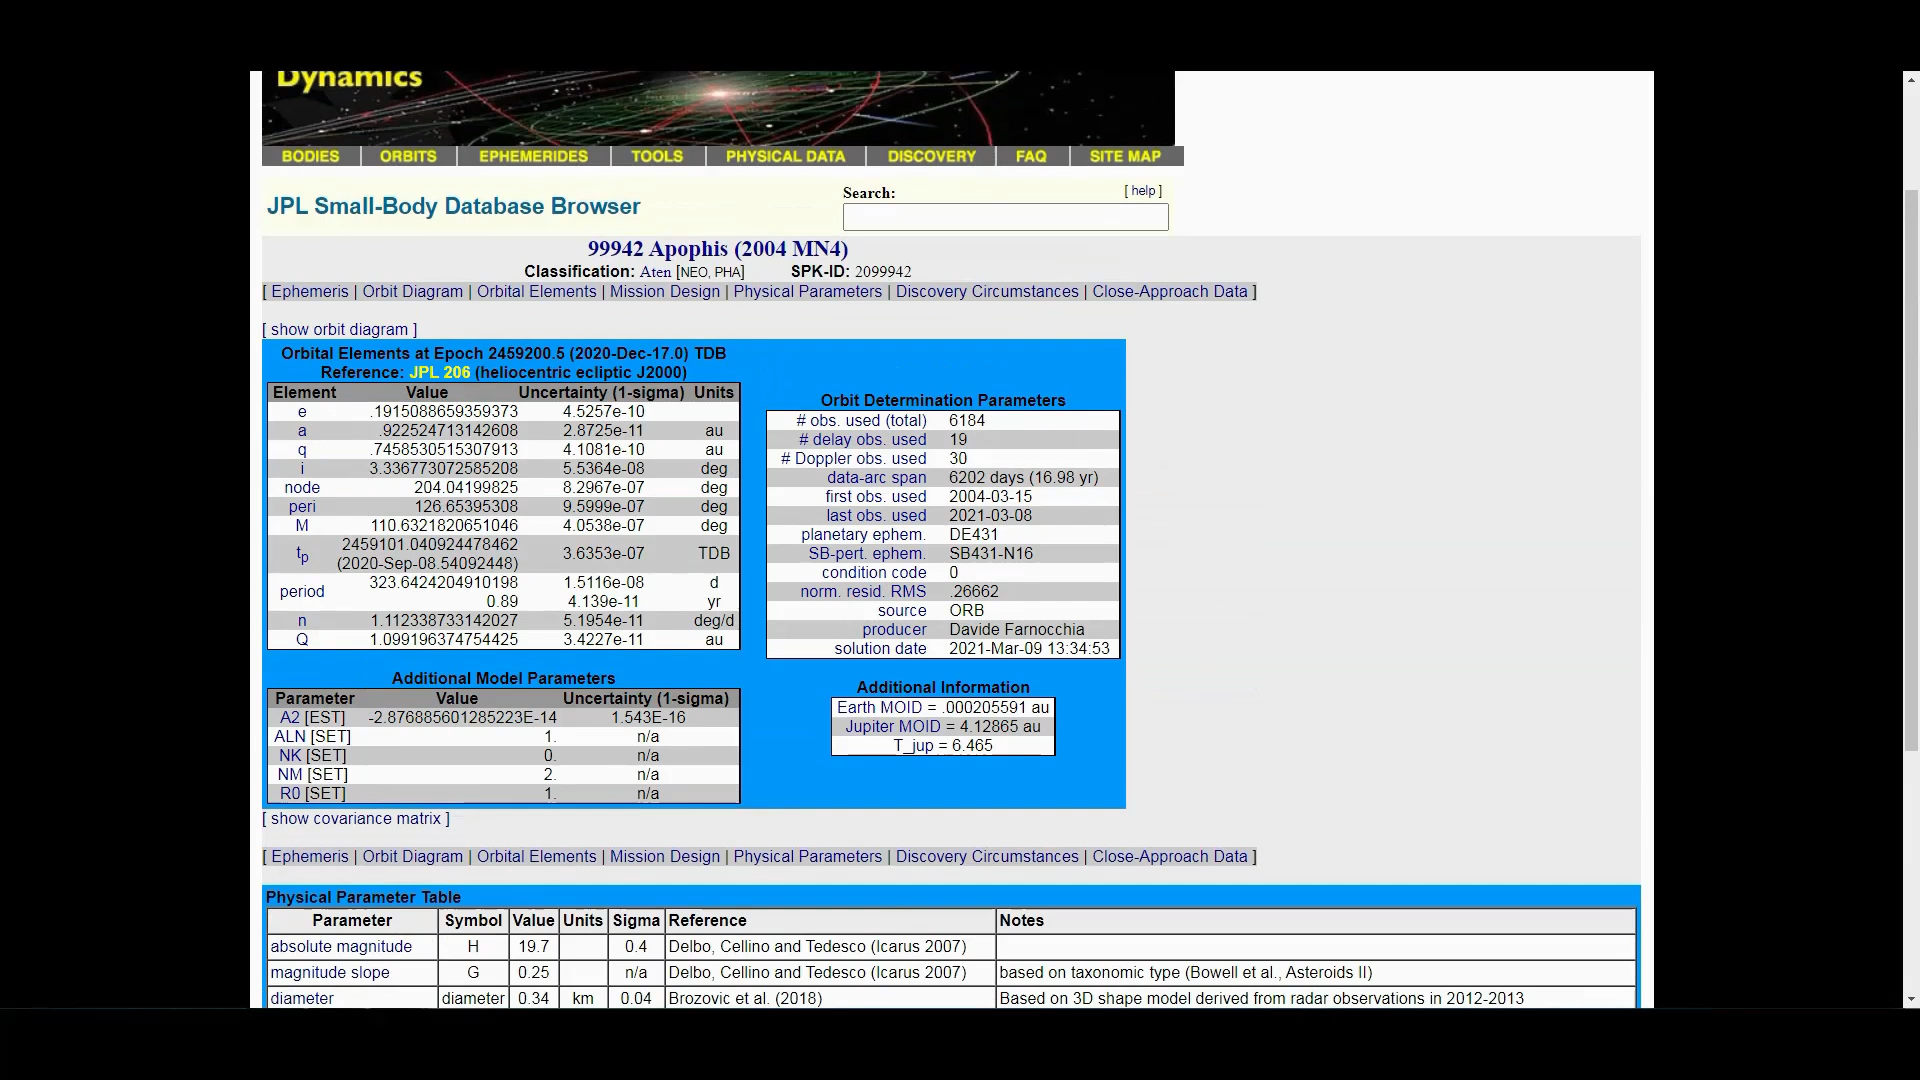 Dynamics
BODIES ORBITS EPHEMERIDES TOOLS PHYSICAL DATA DISCOVERY FAQ SITE MAP
JPL Small-Body Database Browser
Search: [ help ]
99942 Apophis (2004 MN4)
Classification: Aten [NEO, PHA] SPK-ID: 2099942
[ Ephemeris | Orbit Diagram | Orbital Elements | Mission Design | Physical Parameters | Discovery Circumstances | Close-Approach Data ]
[ show orbit diagram ]
Orbital Elements at Epoch 2459200.5 (2020-Dec-17.0) TDB
Reference: JPL 206 (heliocentric ecliptic J2000)
Element Value Uncertainty (1-sigma) Units
e .1915088659359373 4.5257e-10
a .922524713142608 2.8725e-11 au
q .7458530515307913 4.1081e-10 au
i 3.336773072585208 5.5364e-08 deg
node 204.04199825 8.2967e-07 deg
peri 126.65395308 9.5999e-07 deg
M 110.6321820651046 4.0538e-07 deg
tp 2459101.040924478462 3.6353e-07 TDB
(2020-Sep-08.54092448)
period 323.6424204910198 1.5116e-08 d
0.89 4.139e-11 yr
n 1.112338733142027 5.1954e-11 deg/d
Q 1.099196374754425 3.4227e-11 au
Orbit Determination Parameters
# obs. used (total) 6184
# delay obs. used 19
# Doppler obs. used 30
data-arc span 6202 days (16.98 yr)
first obs. used 2004-03-15
last obs. used 2021-03-08
planetary ephem. DE431
SB-pert. ephem. SB431-N16
condition code 0
norm. resid. RMS .26662
source ORB
producer Davide Farnocchia
solution date 2021-Mar-09 13:34:53
Additional Model Parameters
Parameter Value Uncertainty (1-sigma)
A2 [EST] -2.876885601285223E-14 1.543E-16
ALN [SET] 1. n/a
NK [SET] 0. n/a
NM [SET] 2. n/a
R0 [SET] 1. n/a
Additional Information
Earth MOID = .000205591 au
Jupiter MOID = 4.12865 au
T_jup = 6.465
[ show covariance matrix ]
[ Ephemeris | Orbit Diagram | Orbital Elements | Mission Design | Physical Parameters | Discovery Circumstances | Close-Approach Data ]
Physical Parameter Table
Parameter Symbol Value Units Sigma Reference Notes
absolute magnitude H 19.7 0.4 Delbo, Cellino and Tedesco (Icarus 2007)
magnitude slope G 0.25 n/a Delbo, Cellino and Tedesco (Icarus 2007) based on taxonomic type (Bowell et al., Asteroids II)
diameter diameter 0.34 km 0.04 Brozovic et al. (2018) Based on 3D shape model derived from radar observations in 2012-2013